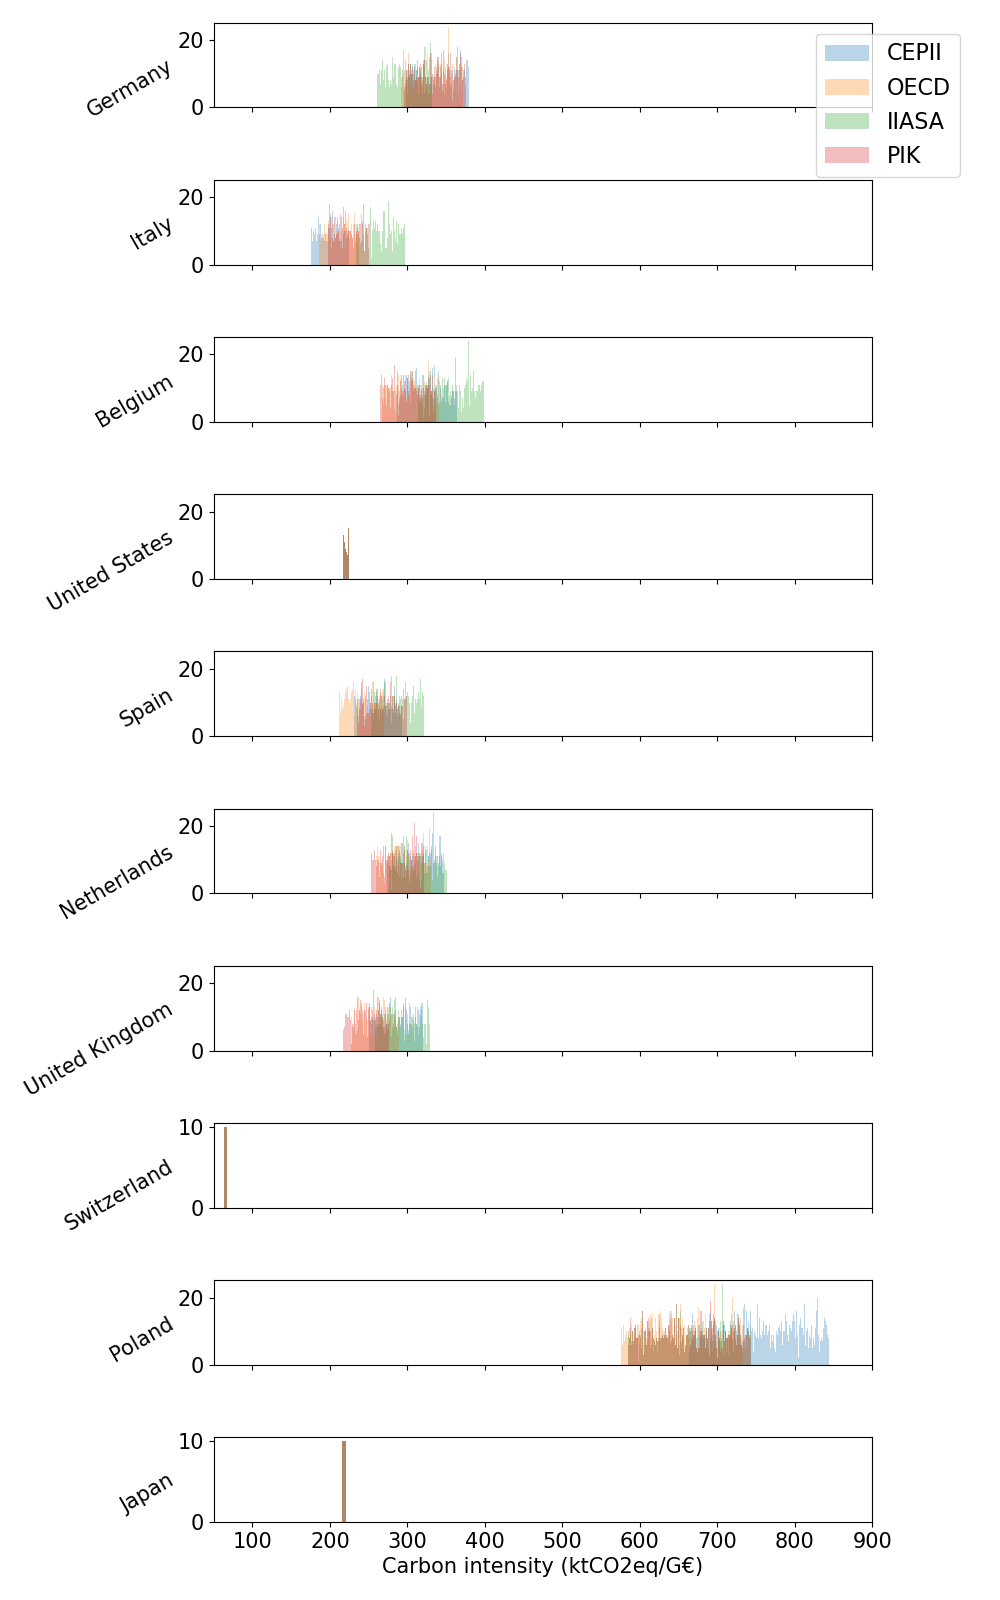 20
0
Germany
CEPII
OECD
IIASA
PIK
20
0
Italy
20
0
Belgium
20
0
United States
20
0
Spain
20
0
Netherlands
20
0
United Kingdom
10
0
Switzerland
20
0
Poland
10
0
Japan
100 200 300 400 500 600 700 800 900
Carbon intensity (ktCO2eq/G€)